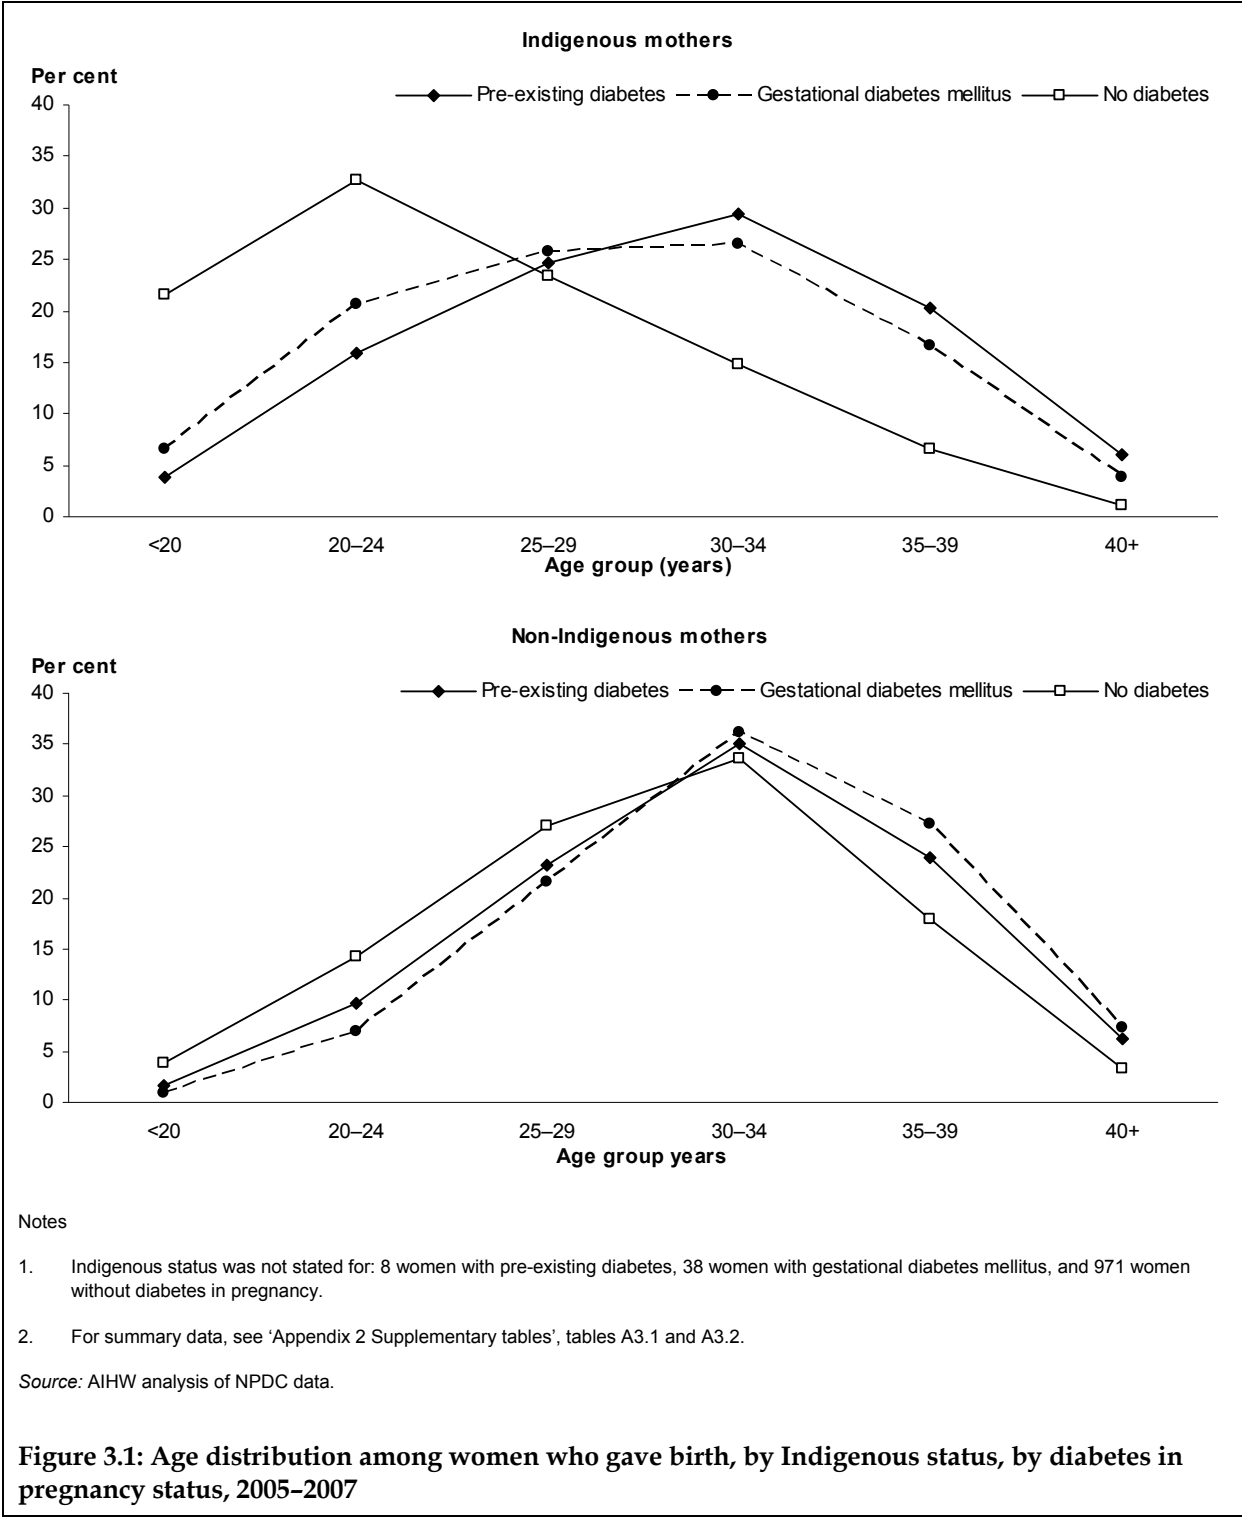 Indigenous mothers
Per cent
Pre-existing diabetes Gestational diabetes mellitus No diabetes
40
35
30
25
20
15
10
5
0
<20 20–24 25–29 30–34 35–39 40+
Age group (years)
Non-Indigenous mothers
Per cent
Pre-existing diabetes Gestational diabetes mellitus No diabetes
40
35
30
25
20
15
10
5
0
<20 20–24 25–29 30–34 35–39 40+
Age group years
Notes
1. Indigenous status was not stated for: 8 women with pre-existing diabetes, 38 women with gestational diabetes mellitus, and 971 women
without diabetes in pregnancy.
2. For summary data, see ‘Appendix 2 Supplementary tables’, tables A3.1 and A3.2.
Source: AIHW analysis of NPDC data.
Figure 3.1: Age distribution among women who gave birth, by Indigenous status, by diabetes in
pregnancy status, 2005–2007